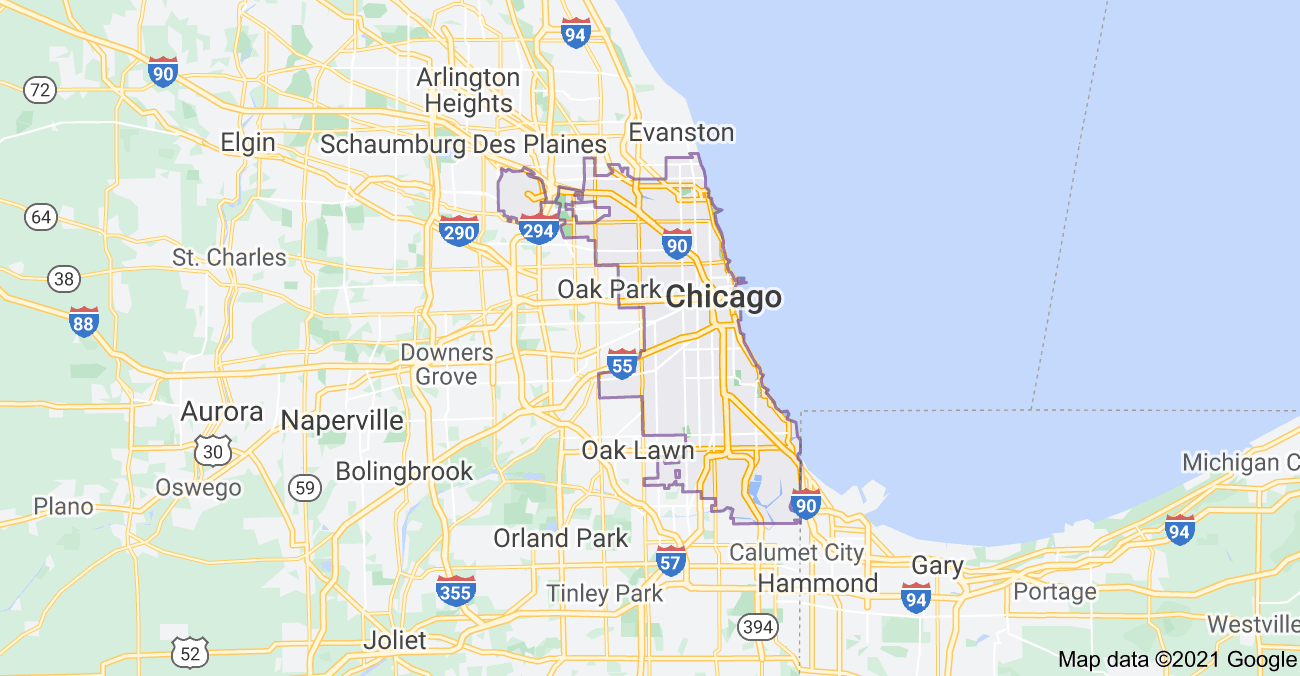 94
90
Arlington
Heights
72
Evanston
Elgin
Schaumburg
Des Plaines
64
290
294
90
St. Charles
38
Oak Park
Chicago
88
Downers
Grove
55
Aurora
Naperville
30
Oak Lawn
Bolingbrook
Michigan C
Oswego
59
Plano
90
94
Orland Park
Calumet City
57
Gary
Hammond
355
Tinley Park
94
Portage
394
Westville
Joliet
52
Map data ©2021 Google